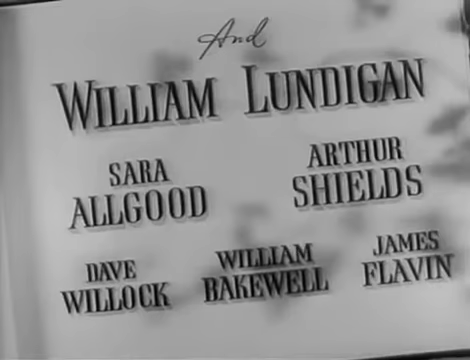 And
WILLIAM LUNDIGAN
SARA ALLGOOD
ARTHUR SHIELDS
DAVE WILLOCK
WILLIAM BAKEWELL
JAMES FLAVIN